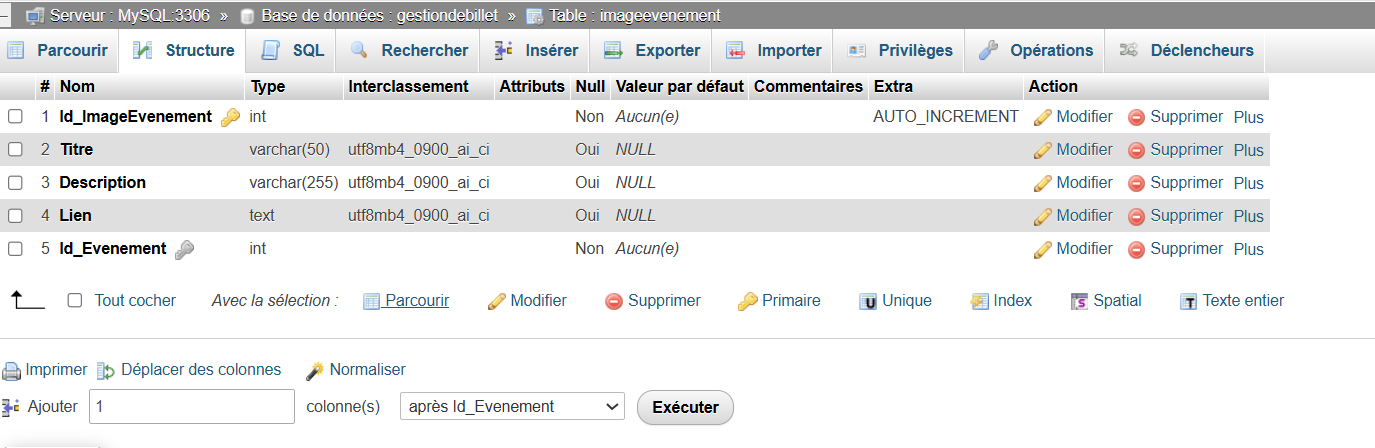 Serveur : MySQL:3306 » Base de données : gestiondebillet » Table : imageevenement
Parcourir Structure SQL Rechercher Insérer Exporter Importer Privilèges Opérations Déclencheurs
# Nom Type Interclassement Attributs Null Valeur par défaut Commentaires Extra Action
1 Id_ImageEvenement int Non Aucun(e) AUTO_INCREMENT Modifier Supprimer Plus
2 Titre varchar(50) utf8mb4_0900_ai_ci Oui NULL Modifier Supprimer Plus
3 Description varchar(255) utf8mb4_0900_ai_ci Oui NULL Modifier Supprimer Plus
4 Lien text utf8mb4_0900_ai_ci Oui NULL Modifier Supprimer Plus
5 Id_Evenement int Non Aucun(e) Modifier Supprimer Plus
Tout cocher Avec la sélection : Parcourir Modifier Supprimer Primaire Unique Index Spatial Texte entier
Imprimer Déplacer des colonnes Normaliser
Ajouter 1 colonne(s) après Id_Evenement Exécuter